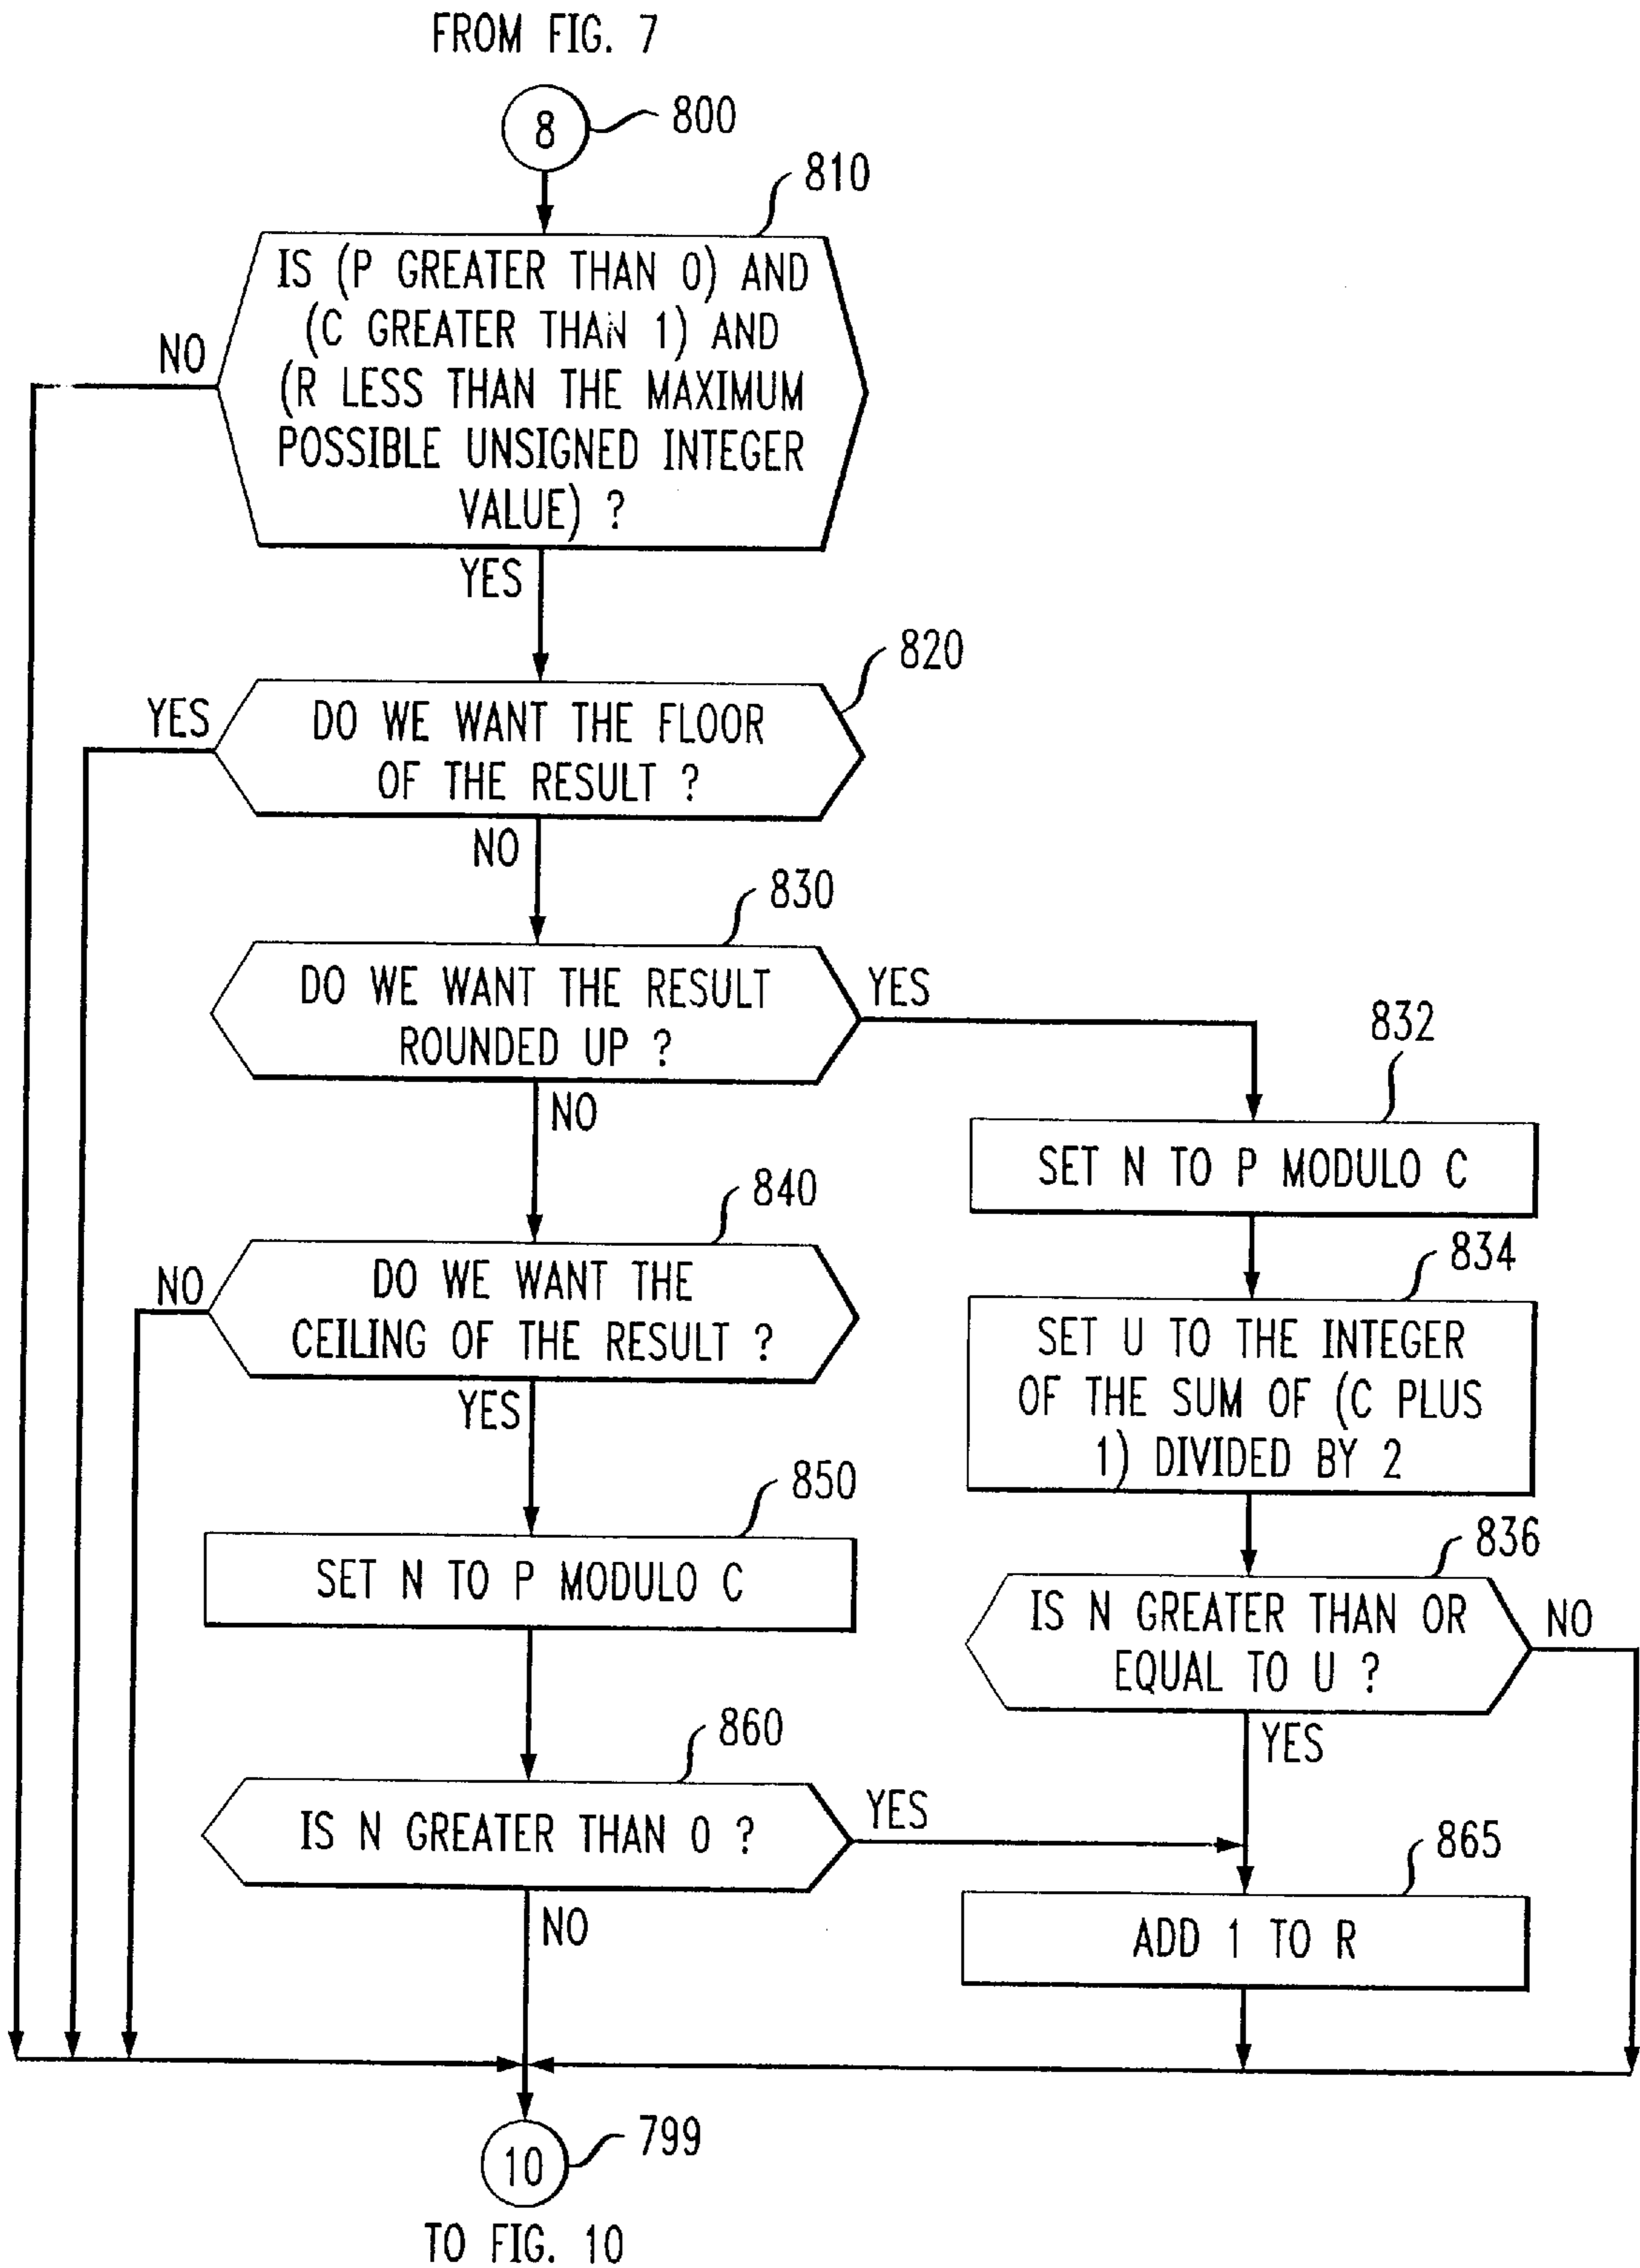 FROM FIG. 7
8
800
810
IS (P GREATER THAN 0) AND
(C GREATER THAN 1) AND
(R LESS THAN THE MAXIMUM
POSSIBLE UNSIGNED INTEGER
VALUE) ?
NO
YES
820
DO WE WANT THE FLOOR
OF THE RESULT ?
YES
NO
830
DO WE WANT THE RESULT
ROUNDED UP ?
YES
NO
832
SET N TO P MODULO C
834
SET U TO THE INTEGER
OF THE SUM OF (C PLUS
1) DIVIDED BY 2
836
IS N GREATER THAN OR
EQUAL TO U ?
NO
YES
840
DO WE WANT THE
CEILING OF THE RESULT ?
NO
YES
850
SET N TO P MODULO C
860
IS N GREATER THAN 0 ?
YES
NO
865
ADD 1 TO R
10
799
TO FIG. 10